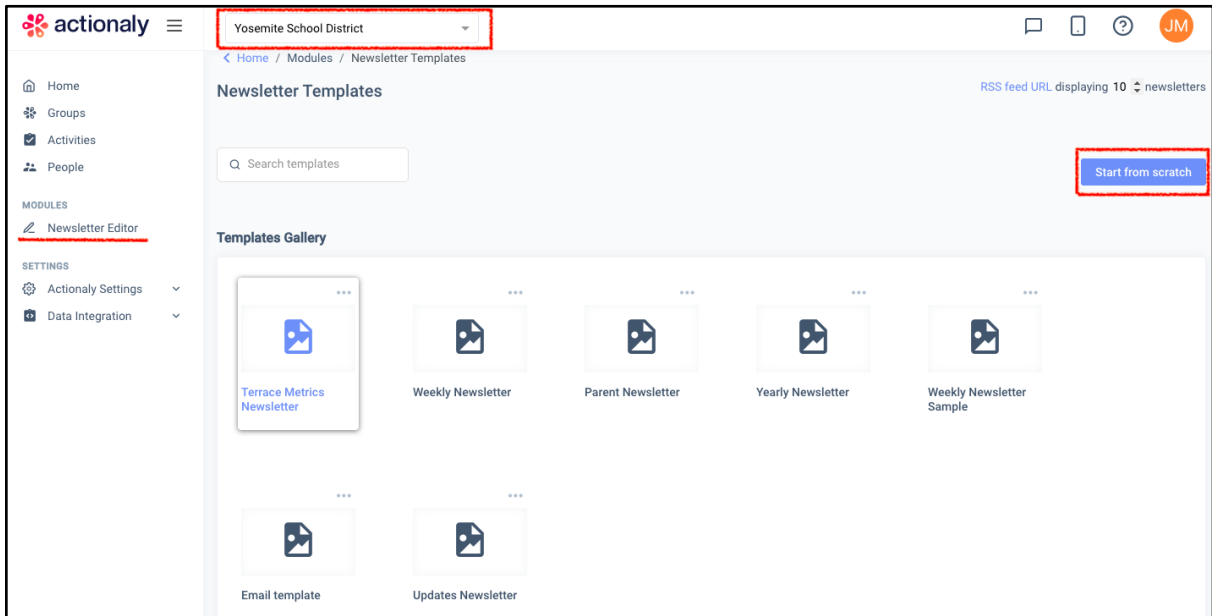 actionaly
Yosemite School District
JM
Home / Modules / Newsletter Templates
Home
Groups
Activities
People
MODULES
Newsletter Editor
SETTINGS
Actionaly Settings
Data Integration
Newsletter Templates
RSS feed URL displaying 10 newsletters
Search templates
Start from scratch
Templates Gallery
Terrace Metrics
Newsletter
Weekly Newsletter
Parent Newsletter
Yearly Newsletter
Weekly Newsletter
Sample
Email template
Updates Newsletter